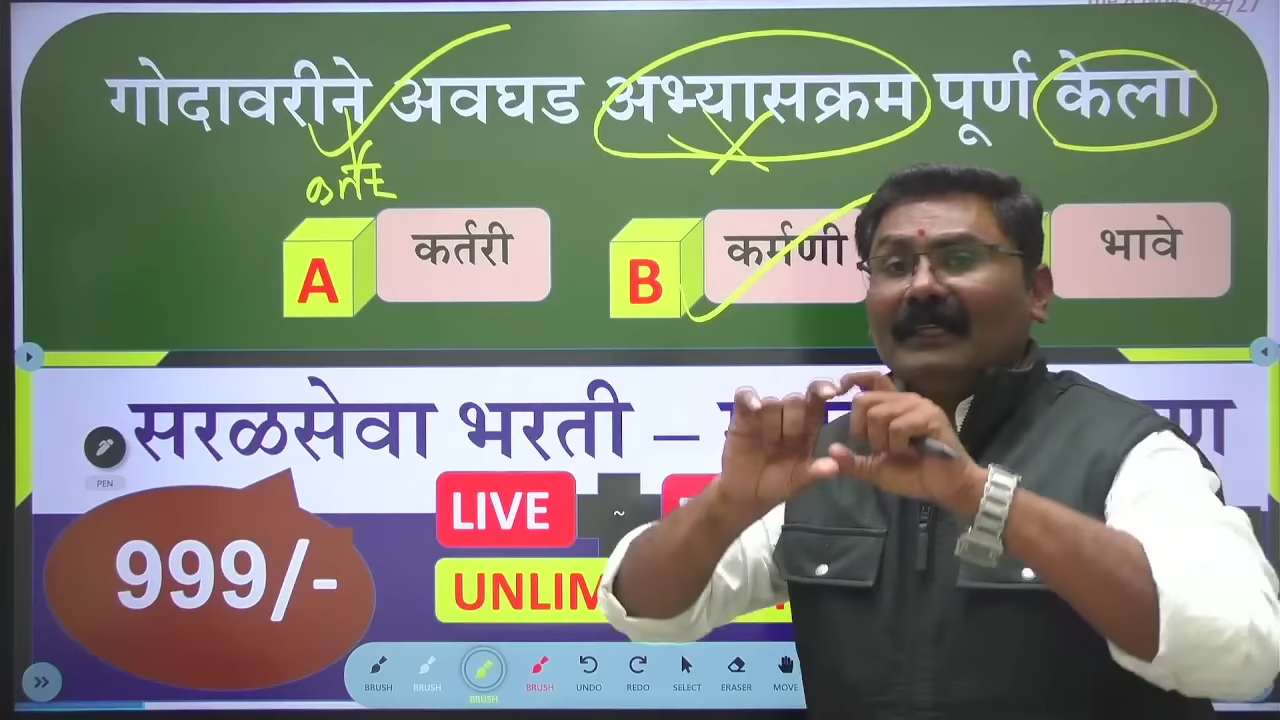 गोदावरीने अवघड अभ्यासक्रम पूर्ण केला
A कर्तरी B कर्मणी भावे
सरळसेवा भरती –
PEN
LIVE ~
999/-
UNLIM
BRUSH BRUSH BRUSH BRUSH UNDO REDO SELECT ERASER MOVE